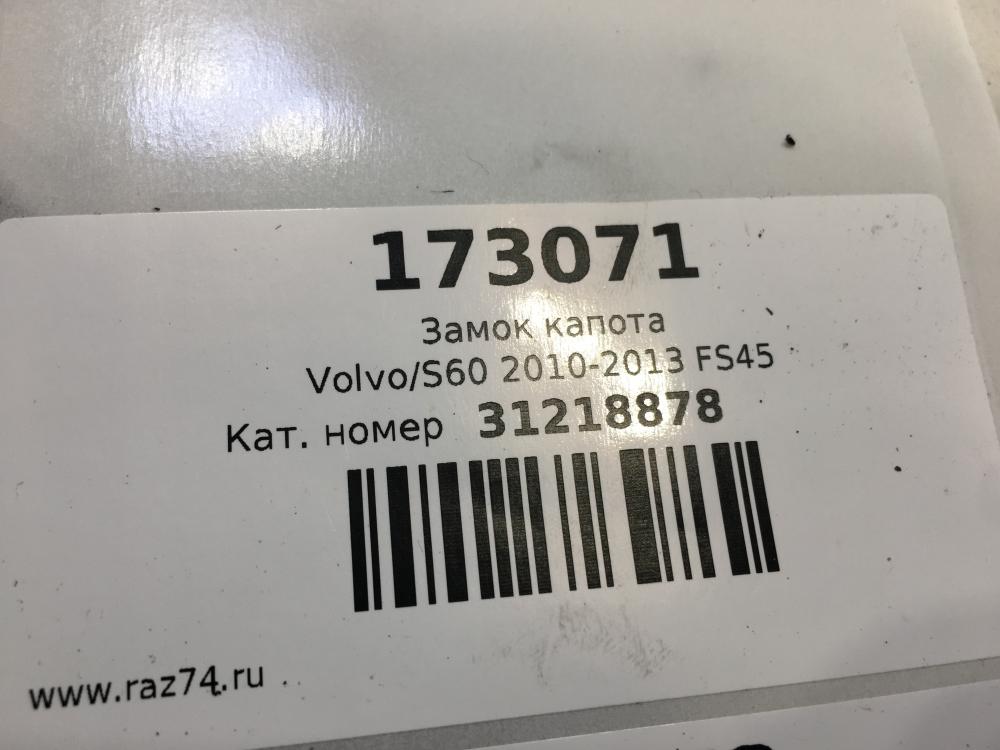 173071
Замок капота
Volvo/S60 2010-2013 FS45
Кат. номер 31218878
www.raz74.ru